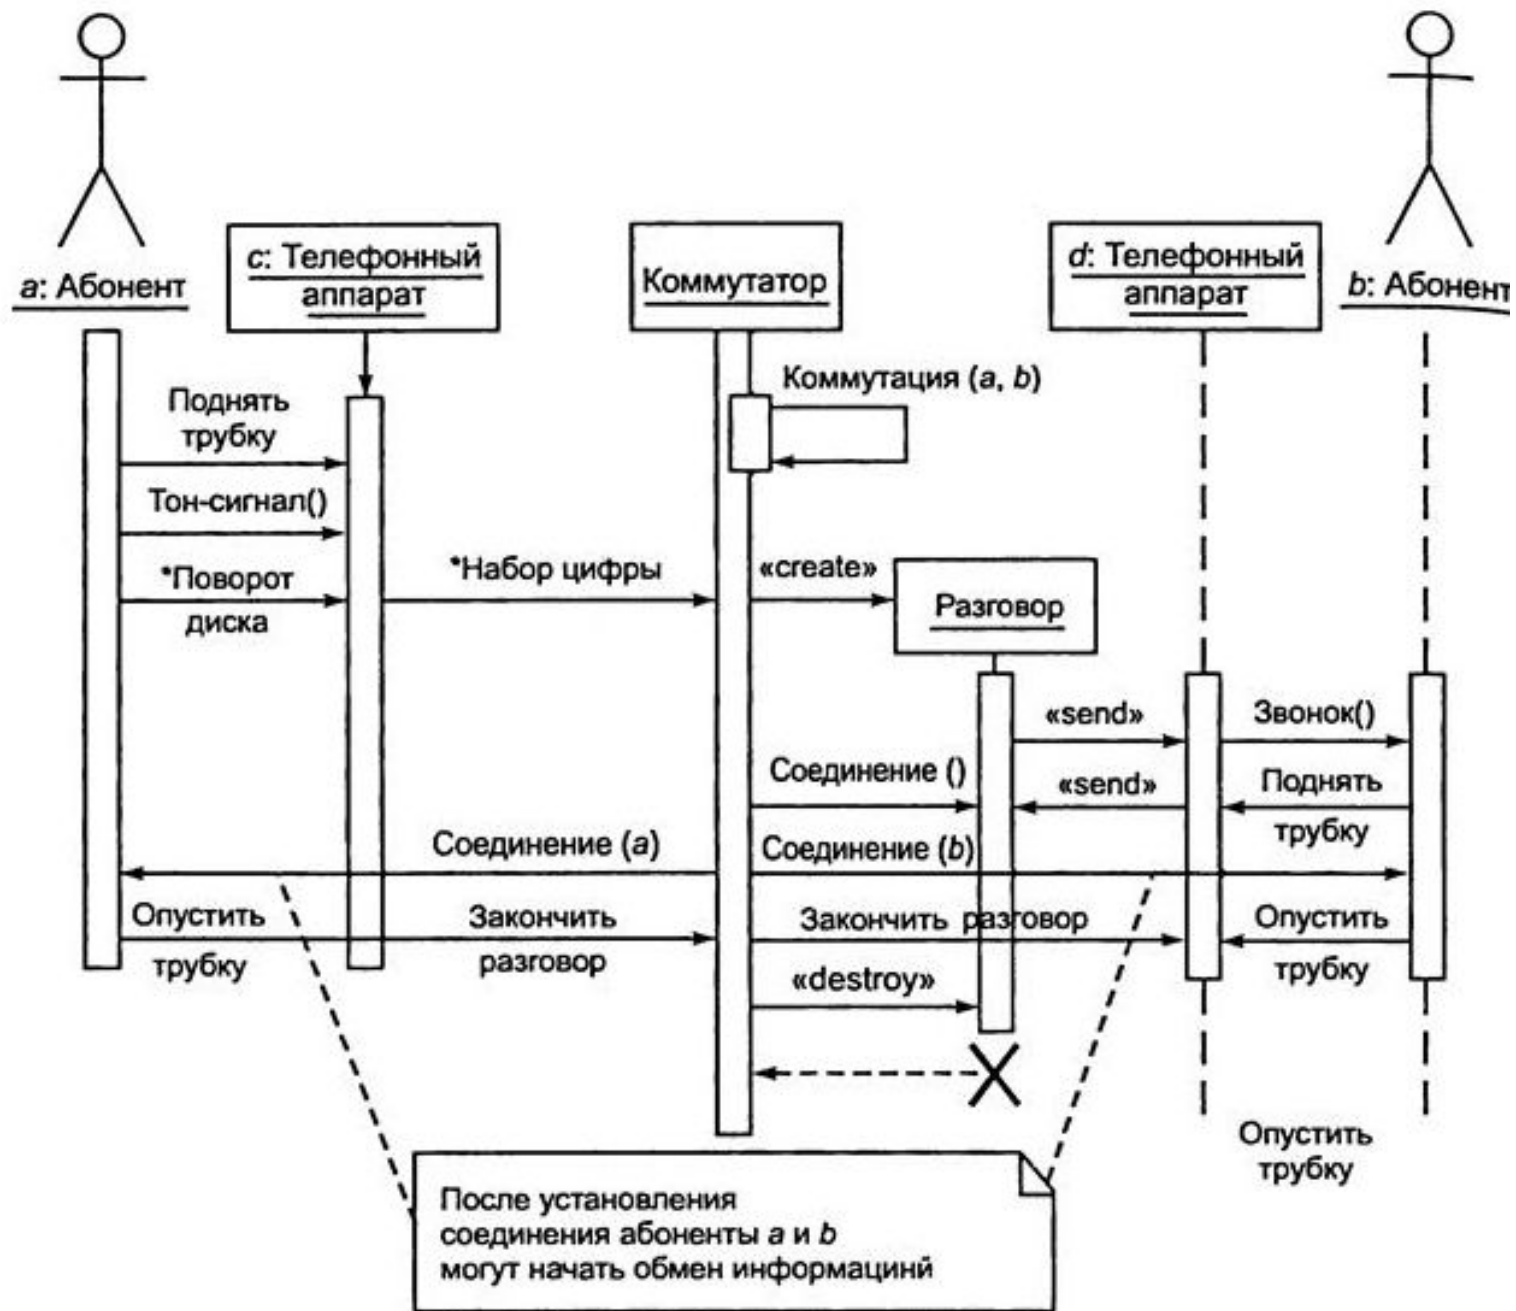 a: Абонент
c: Телефонный
аппарат
Коммутатор
d: Телефонный
аппарат
b: Абонент
Коммутация (a, b)
Поднять
трубку
Тон-сигнал()
*Поворот
диска
*Набор цифры
«create»
Разговор
«send»
Звонок()
Соединение ()
«send»
Поднять
трубку
Соединение (a)
Соединение (b)
Опустить
трубку
Закончить
разговор
Закончить разговор
Опустить
трубку
«destroy»
Опустить
трубку
После установления
соединения абоненты a и b
могут начать обмен информацинй